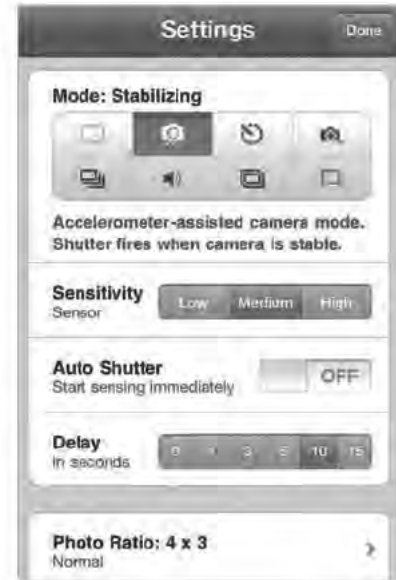 Settings
Done
Mode: Stabilizing
Accelerometer-assisted camera mode.
Shutter fires when camera is stable.
Sensitivity
Sensor
Low Medium High
Auto Shutter
Start sensing immediately
OFF
Delay
in seconds
0 3 5 10 15
Photo Ratio: 4 x 3
Normal